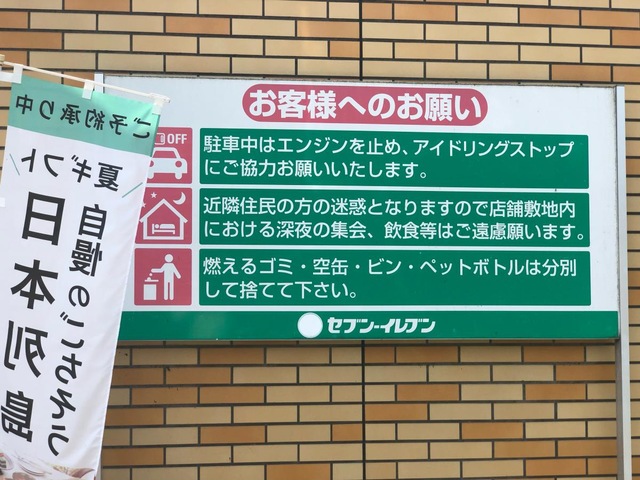 お客様へのお願い
OFF
駐車中はエンジンを止め、アイドリングストップ
にご協力お願いいたします。
近隣住民の方の迷惑となりますので店舗敷地内
における深夜の集会、飲食等はご遠慮願います。
燃えるゴミ・空缶・ビン・ペットボトルは分別
して捨てて下さい。
セブン-イレブン
ご予約承り中
夏ギフト
自慢のごちそう
日本列島